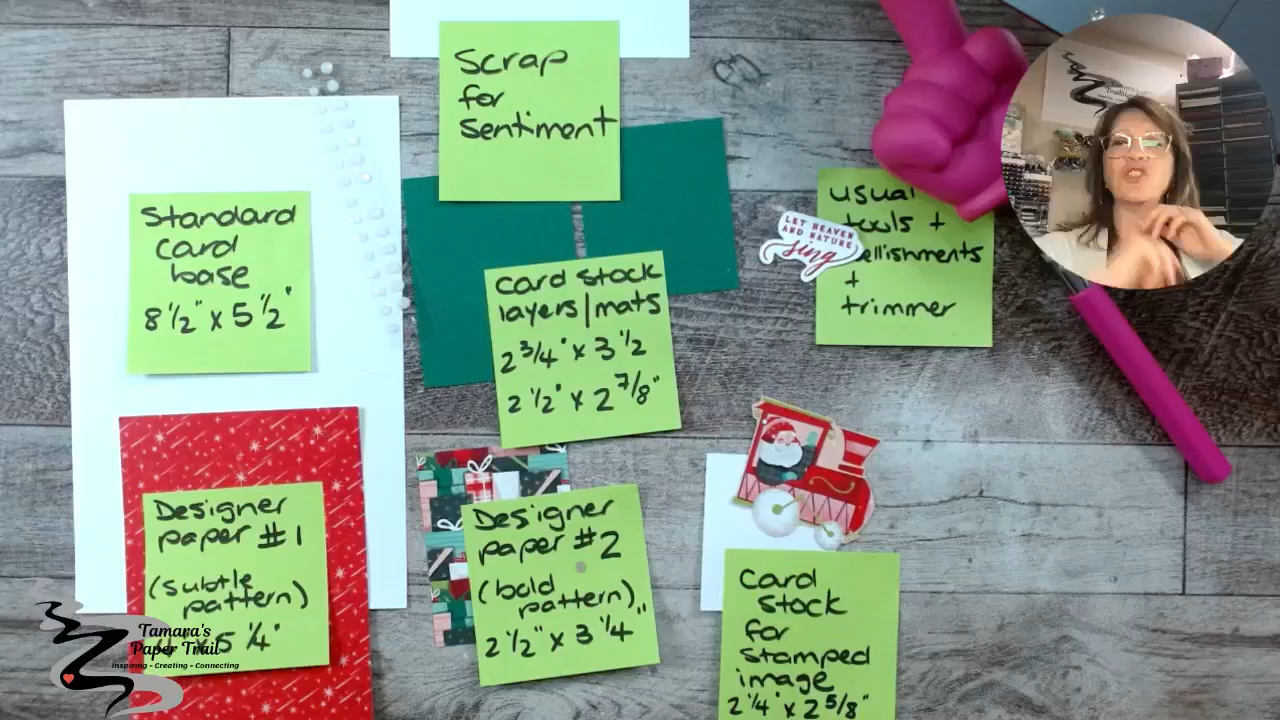 Scrap
for
sentiment
Standard
card
base
8 1/2" x 5 1/2"
card stock
layers/mats
2 3/4" x 3 1/2
2 1/2" x 2 7/8"
LET HEAVEN
AND NATURE
sing
usual
tools +
ellishments
+
trimmer
Designer
paper #1
(subtle
pattern)
x 5 1/4"
Designer
paper #2
(bold
pattern)
2 1/2" x 3 1/4"
Card
stock
for
stamped
image
2 1/4" x 2 5/8"
Tamara's
Paper Trail
Inspiring - Creating - Connecting